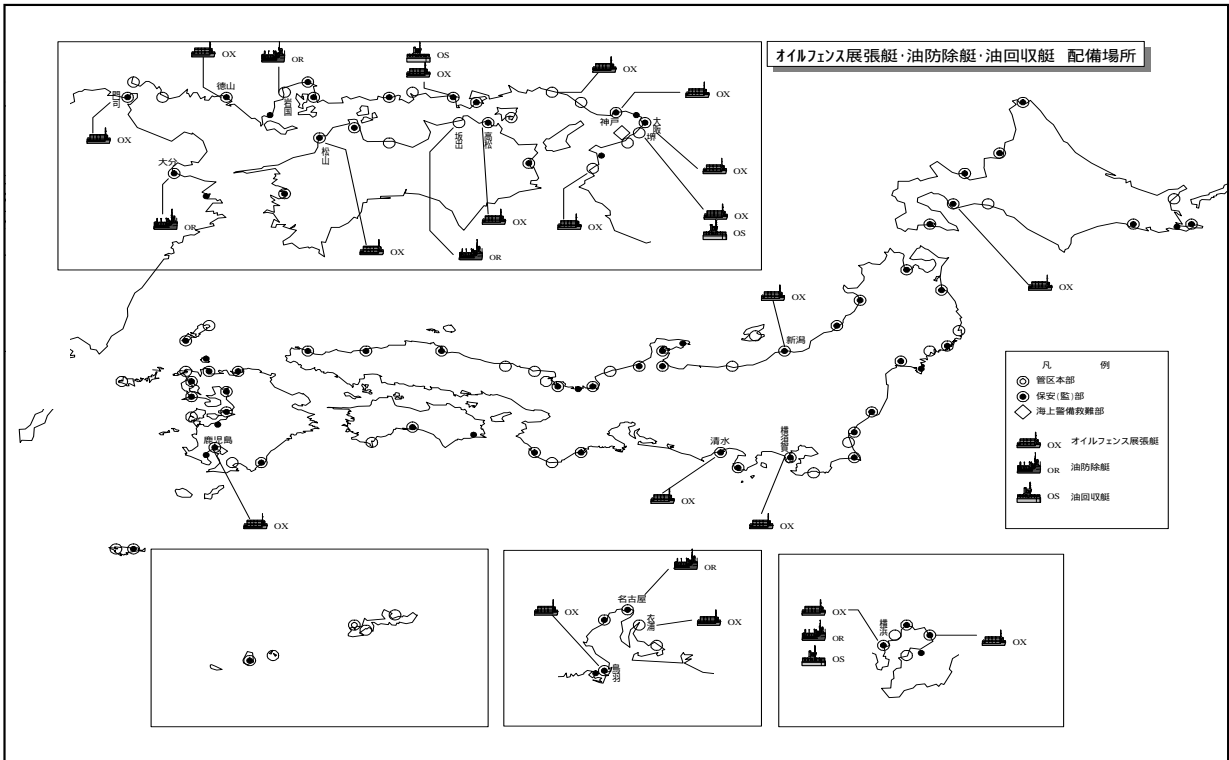 オイルフェンス展張艇・油防除艇・油回収艇　配備場所
OX
OR
OS
OX
OX
OX
門司
徳山
岩国
神戸
大阪
堺
OX
大分
松山
坂出
高松
OX
OR
OX
OX
OX
OS
OX
OR
OX
OX
新潟
凡　例
管区本部
保安(監)部
海上警備救難部
OX オイルフェンス展張艇
OR 油防除艇
OS 油回収艇
鹿児島
清水
横須賀
OX
OX
OX
OR
名古屋
衣浦
OX
OX
鳥羽
OX
OR
OS
横浜
OX